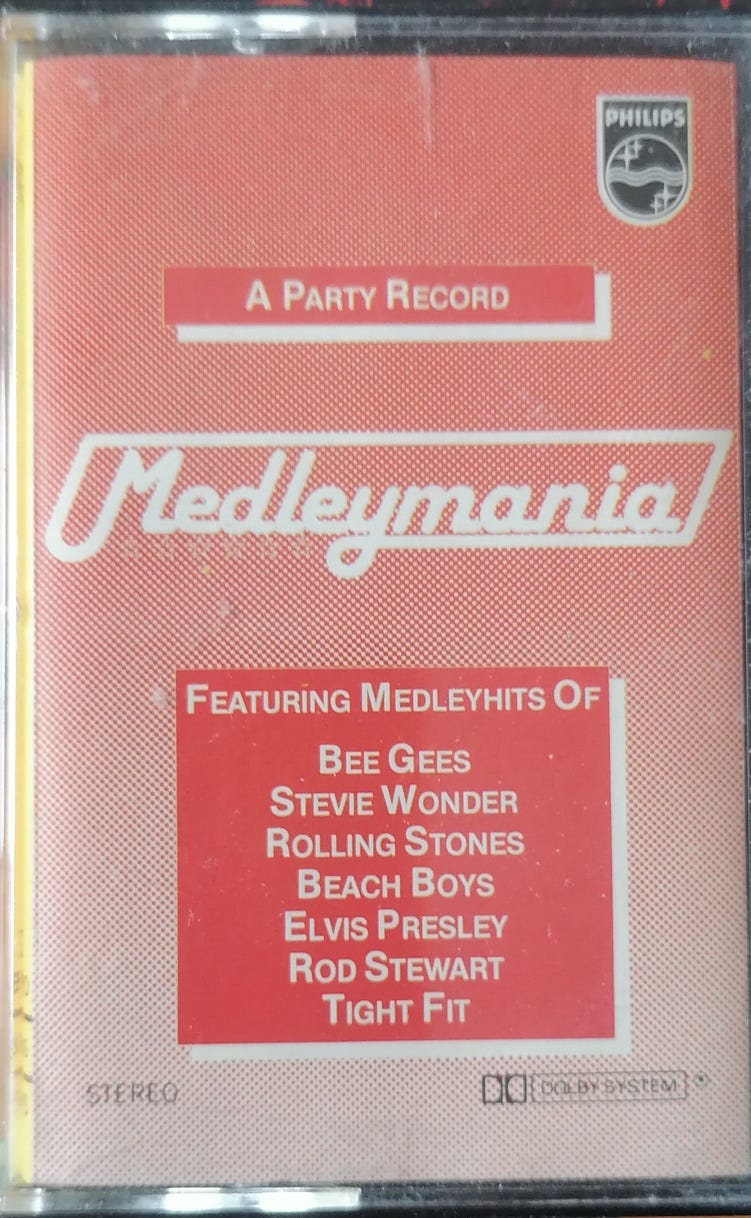 PHILIPS
A PARTY RECORD
Medleymania
FEATURING MEDLEYHITS OF
BEE GEES
STEVIE WONDER
ROLLING STONES
BEACH BOYS
ELVIS PRESLEY
ROD STEWART
TIGHT FIT
STEREO
DOLBY SYSTEM ®